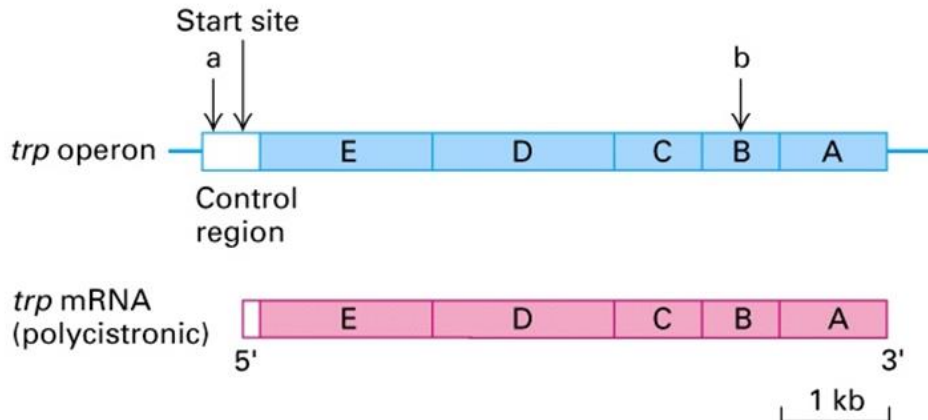 Start site
a
b
trp operon
E D C B A
Control
region
trp mRNA
(polycistronic)
E D C B A
5' 3'
1 kb